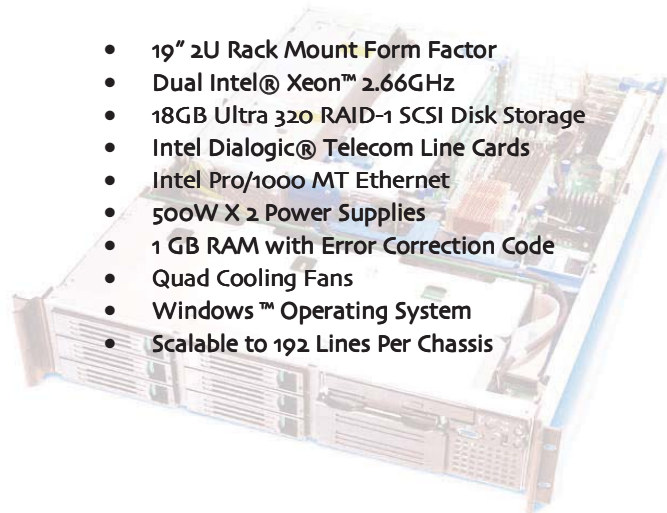 • 19" 2U Rack Mount Form Factor
• Dual Intel® Xeon™ 2.66GHz
• 18GB Ultra 320 RAID-1 SCSI Disk Storage
• Intel Dialogic® Telecom Line Cards
• Intel Pro/1000 MT Ethernet
• 500W X 2 Power Supplies
• 1 GB RAM with Error Correction Code
• Quad Cooling Fans
• Windows ™ Operating System
• Scalable to 192 Lines Per Chassis